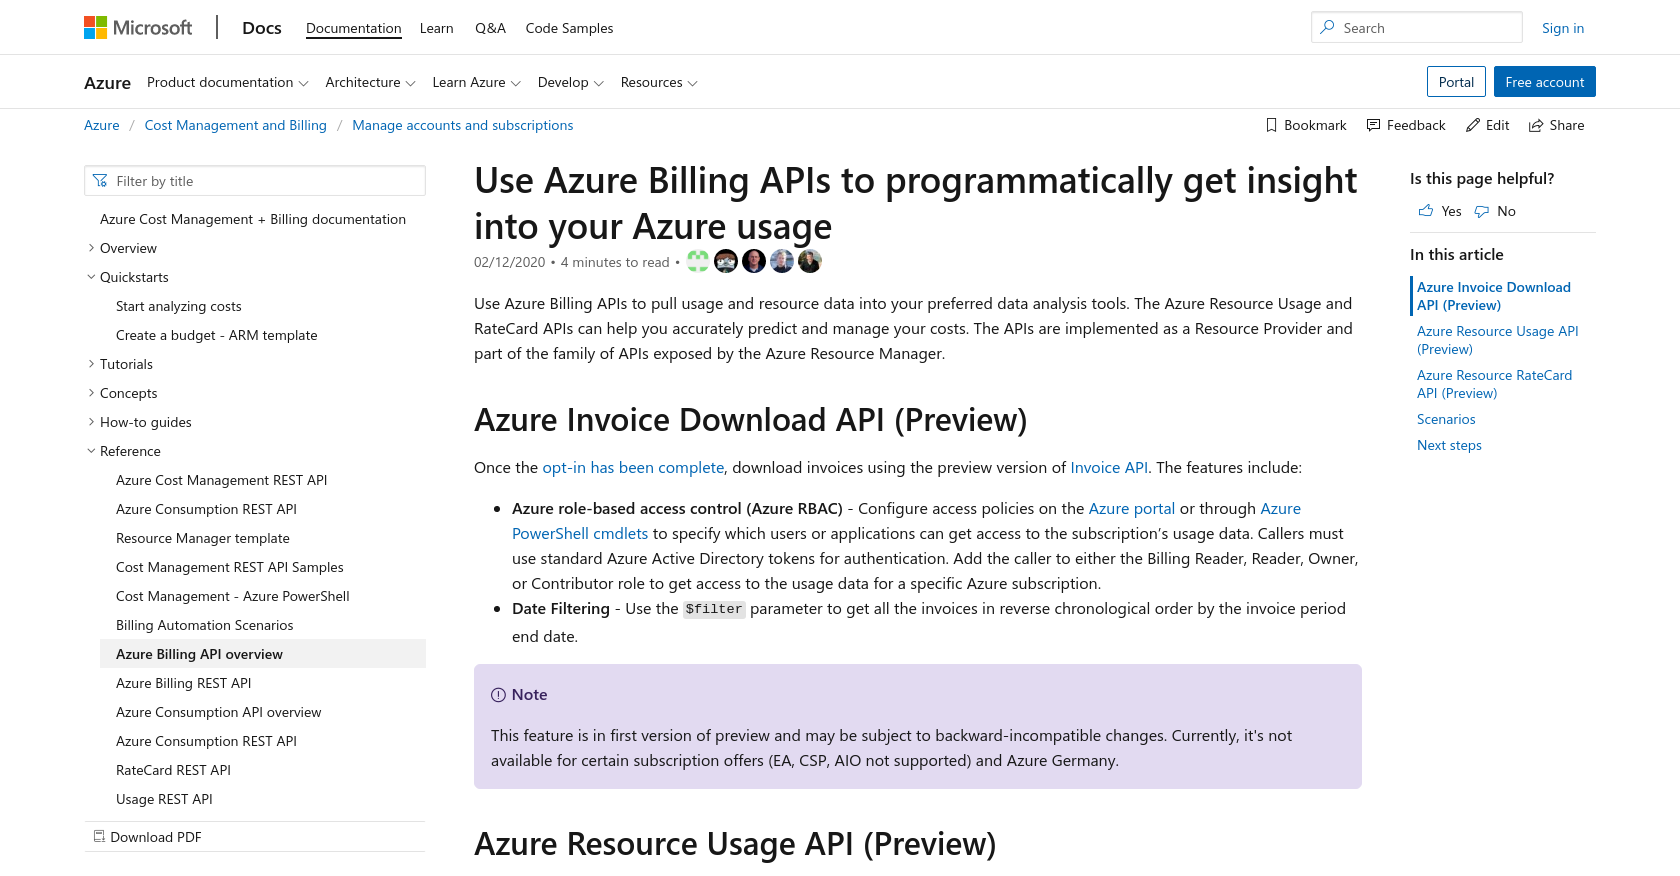 Microsoft
Docs
Documentation Learn Q&A Code Samples
Search
Sign in
Azure
Product documentation Architecture Learn Azure Develop Resources
Portal Free account
Azure / Cost Management and Billing / Manage accounts and subscriptions
Bookmark Feedback Edit Share
Filter by title
Azure Cost Management + Billing documentation
Overview
Quickstarts
Start analyzing costs
Create a budget - ARM template
Tutorials
Concepts
How-to guides
Reference
Azure Cost Management REST API
Azure Consumption REST API
Resource Manager template
Cost Management REST API Samples
Cost Management - Azure PowerShell
Billing Automation Scenarios
Azure Billing API overview
Azure Billing REST API
Azure Consumption API overview
Azure Consumption REST API
RateCard REST API
Usage REST API
Download PDF
Use Azure Billing APIs to programmatically get insight
into your Azure usage
02/12/2020 • 4 minutes to read •
Use Azure Billing APIs to pull usage and resource data into your preferred data analysis tools. The Azure Resource Usage and
RateCard APIs can help you accurately predict and manage your costs. The APIs are implemented as a Resource Provider and
part of the family of APIs exposed by the Azure Resource Manager.
Azure Invoice Download API (Preview)
Once the opt-in has been complete, download invoices using the preview version of Invoice API. The features include:
• Azure role-based access control (Azure RBAC) - Configure access policies on the Azure portal or through Azure
PowerShell cmdlets to specify which users or applications can get access to the subscription’s usage data. Callers must
use standard Azure Active Directory tokens for authentication. Add the caller to either the Billing Reader, Reader, Owner,
or Contributor role to get access to the usage data for a specific Azure subscription.
• Date Filtering - Use the $filter parameter to get all the invoices in reverse chronological order by the invoice period
end date.
Note
This feature is in first version of preview and may be subject to backward-incompatible changes. Currently, it's not
available for certain subscription offers (EA, CSP, AIO not supported) and Azure Germany.
Azure Resource Usage API (Preview)
Is this page helpful?
Yes No
In this article
Azure Invoice Download
API (Preview)
Azure Resource Usage API
(Preview)
Azure Resource RateCard
API (Preview)
Scenarios
Next steps